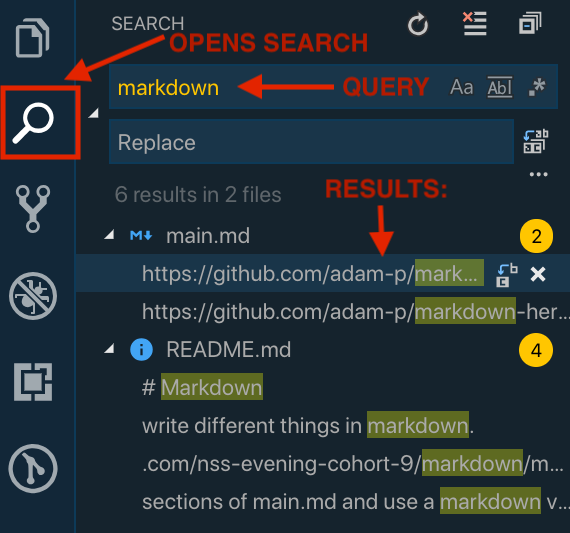 SEARCH
OPENS SEARCH
markdown
QUERY
Aa Abl .*
Replace
6 results in 2 files
RESULTS:
main.md 2
https://github.com/adam-p/mark...
https://github.com/adam-p/markdown-her...
README.md 4
# Markdown
write different things in markdown.
.com/nss-evening-cohort-9/markdown/m...
sections of main.md and use a markdown v...